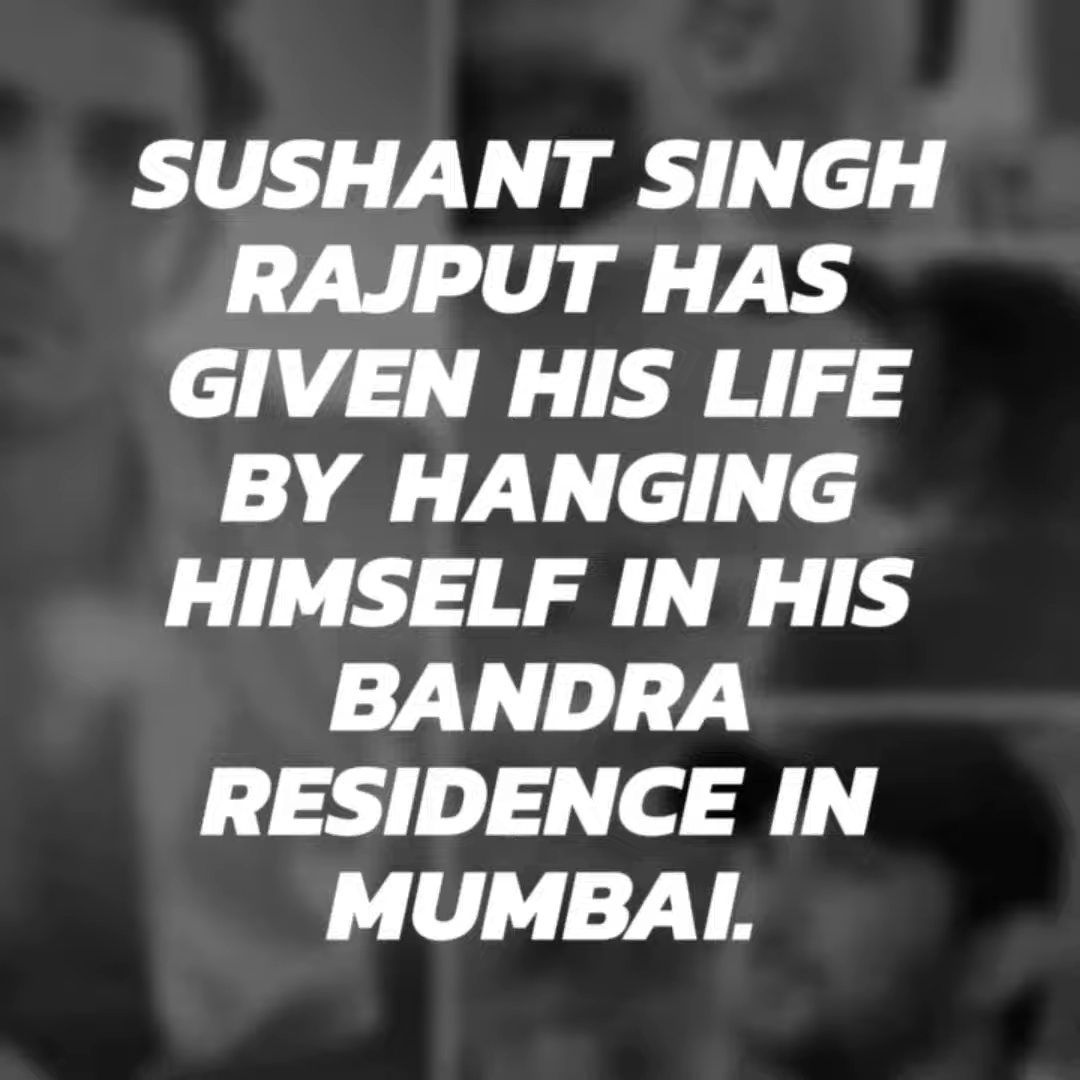 SUSHANT SINGH
RAJPUT HAS
GIVEN HIS LIFE
BY HANGING
HIMSELF IN HIS
BANDRA
RESIDENCE IN
MUMBAI.